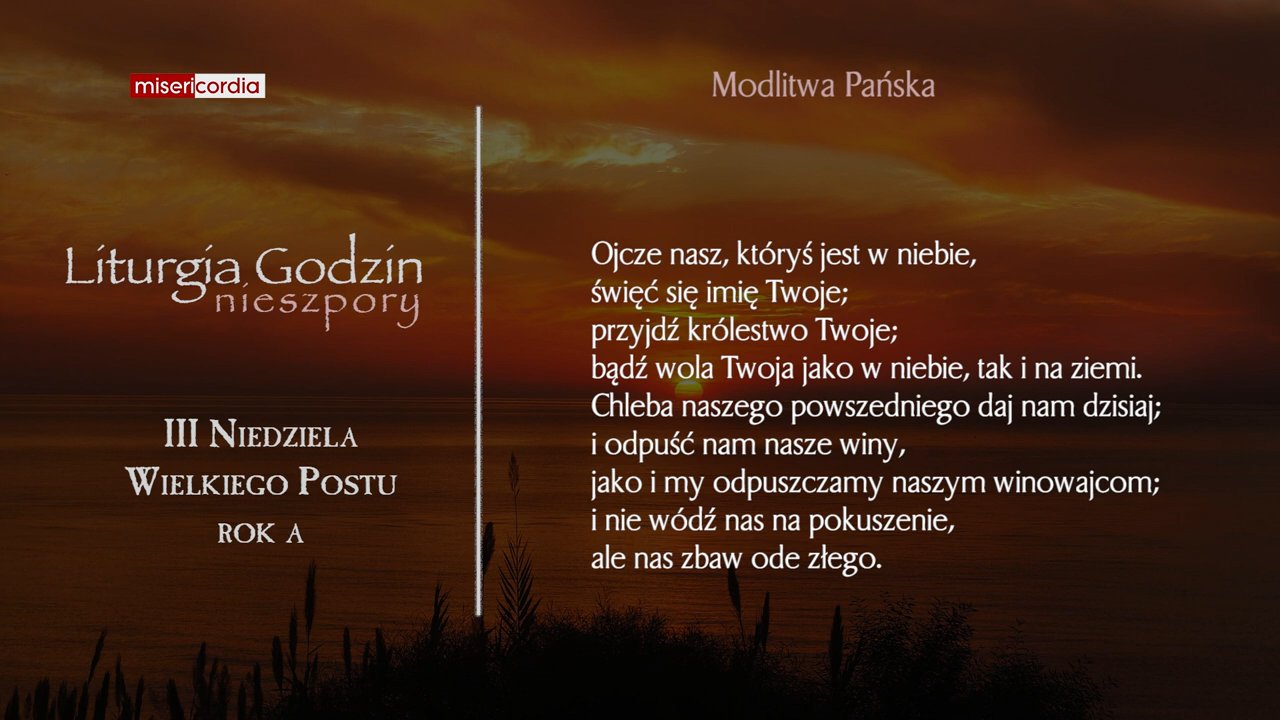 misericordia
Liturgia Godzin
nieszpory
III Niedziela
Wielkiego Postu
rok A
Modlitwa Pańska
Ojcze nasz, któryś jest w niebie,
święć się imię Twoje;
przyjdź królestwo Twoje;
bądź wola Twoja jako w niebie, tak i na ziemi.
Chleba naszego powszedniego daj nam dzisiaj;
i odpuść nam nasze winy,
jako i my odpuszczamy naszym winowajcom;
i nie wódź nas na pokuszenie,
ale nas zbaw ode złego.